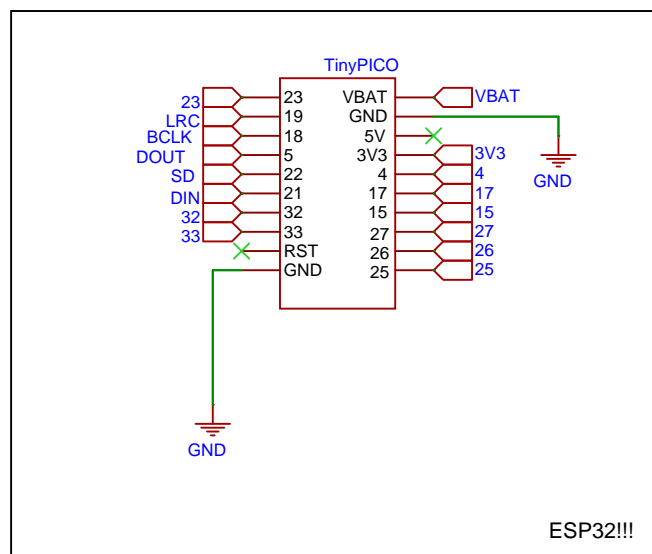 TinyPICO
23 23 VBAT VBAT
LRC 19 GND
BCLK 18 5V
DOUT 5 3V3 3V3
SD 22 4 4
DIN 21 17 17
32 32 15 15
33 33 27 27
RST 26 26
GND 25 25
GND
GND
ESP32!!!